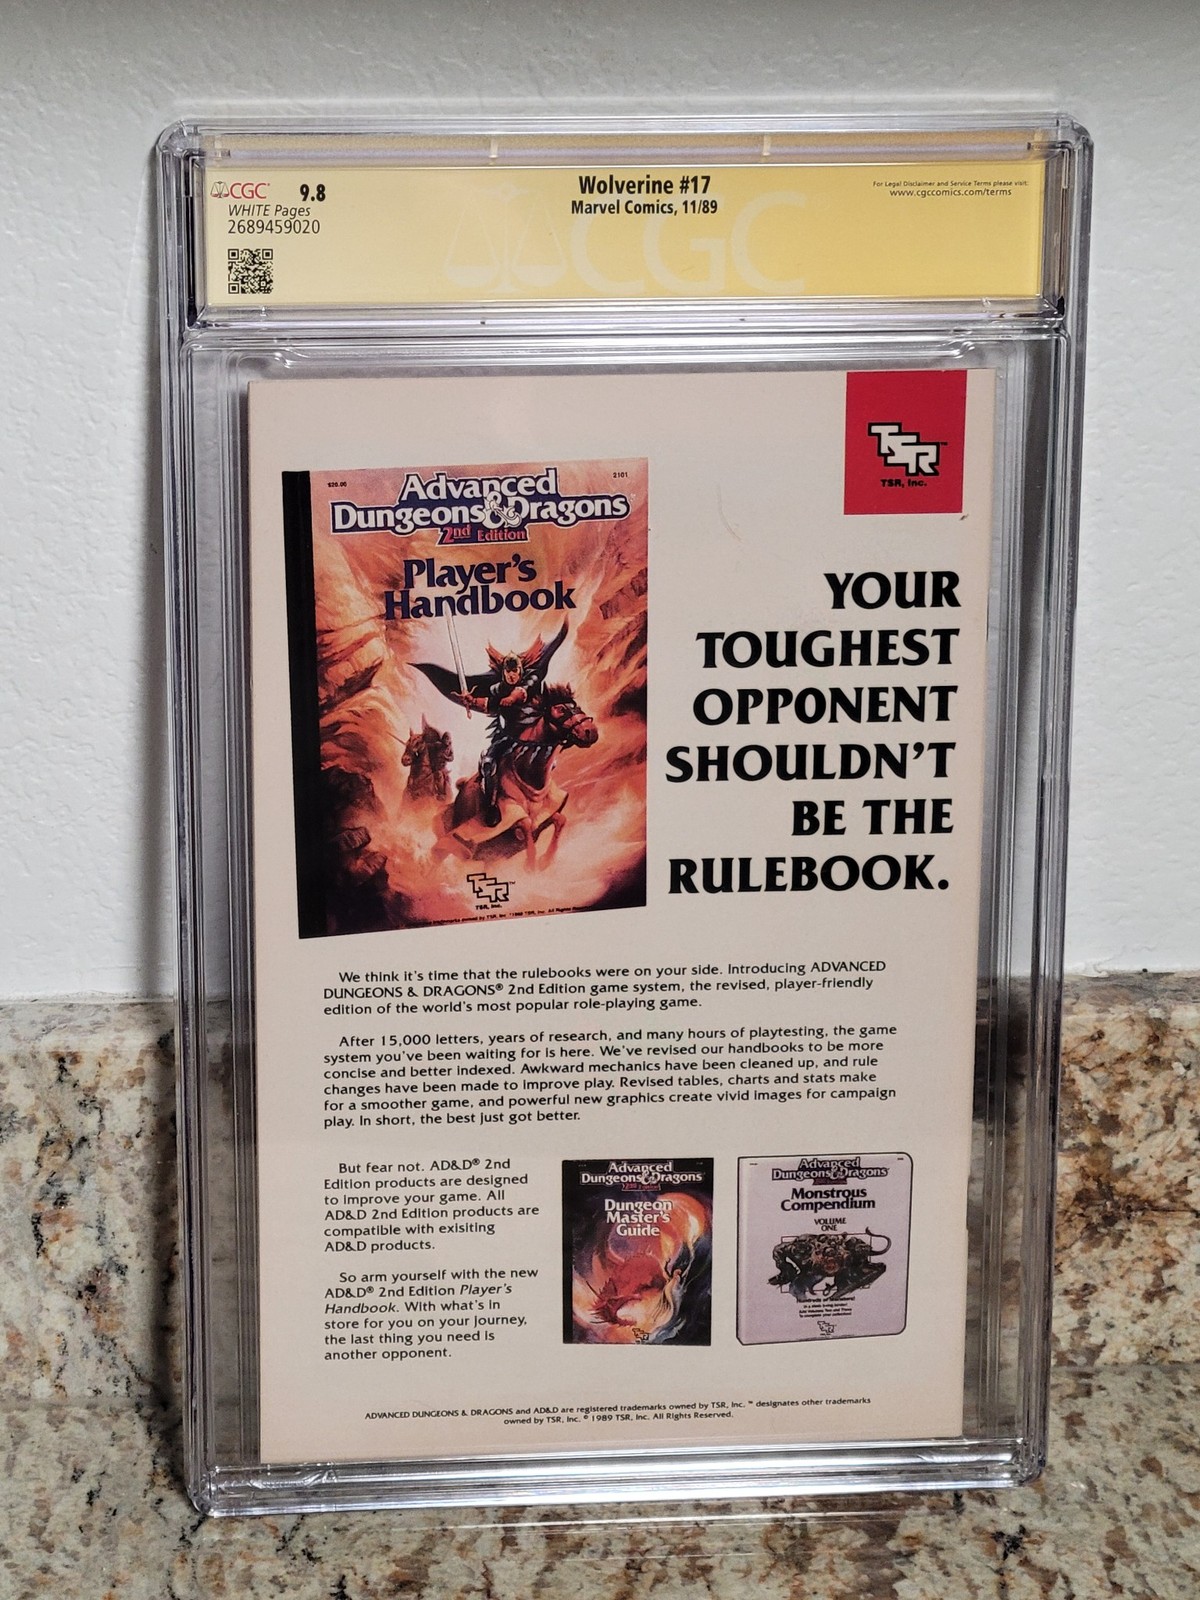 CGC 9.8
WHITE Pages
2689459020
Wolverine #17
Marvel Comics, 11/89
For Legal Disclaimer and Service Terms please visit:
www.cgccomics.com/terms
CGC
TSR™
TSR, Inc.
$20.00
2101
Advanced
Dungeons & Dragons
2nd Edition
Player's
Handbook
TSR™
TSR, Inc.
YOUR
TOUGHEST
OPPONENT
SHOULDN'T
BE THE
RULEBOOK.
We think it's time that the rulebooks were on your side. Introducing ADVANCED
DUNGEONS & DRAGONS® 2nd Edition game system, the revised, player-friendly
edition of the world's most popular role-playing game.
After 15,000 letters, years of research, and many hours of playtesting, the game
system you've been waiting for is here. We've revised our handbooks to be more
concise and better indexed. Awkward mechanics have been cleaned up, and rule
changes have been made to improve play. Revised tables, charts and stats make
for a smoother game, and powerful new graphics create vivid images for campaign
play. In short, the best just got better.
But fear not. AD&D® 2nd
Edition products are designed
to improve your game. All
AD&D 2nd Edition products are
compatible with exisiting
AD&D products.
So arm yourself with the new
AD&D® 2nd Edition Player's
Handbook. With what's in
store for you on your journey,
the last thing you need is
another opponent.
Advanced
Dungeons & Dragons
2nd Edition
Dungeon
Master's
Guide
TSR
Advanced
Dungeons & Dragons
Monstrous
Compendium
VOLUME
ONE
TSR
ADVANCED DUNGEONS & DRAGONS and AD&D are registered trademarks owned by TSR, Inc. ™ designates other trademarks
owned by TSR, Inc. © 1989 TSR, Inc. All Rights Reserved.